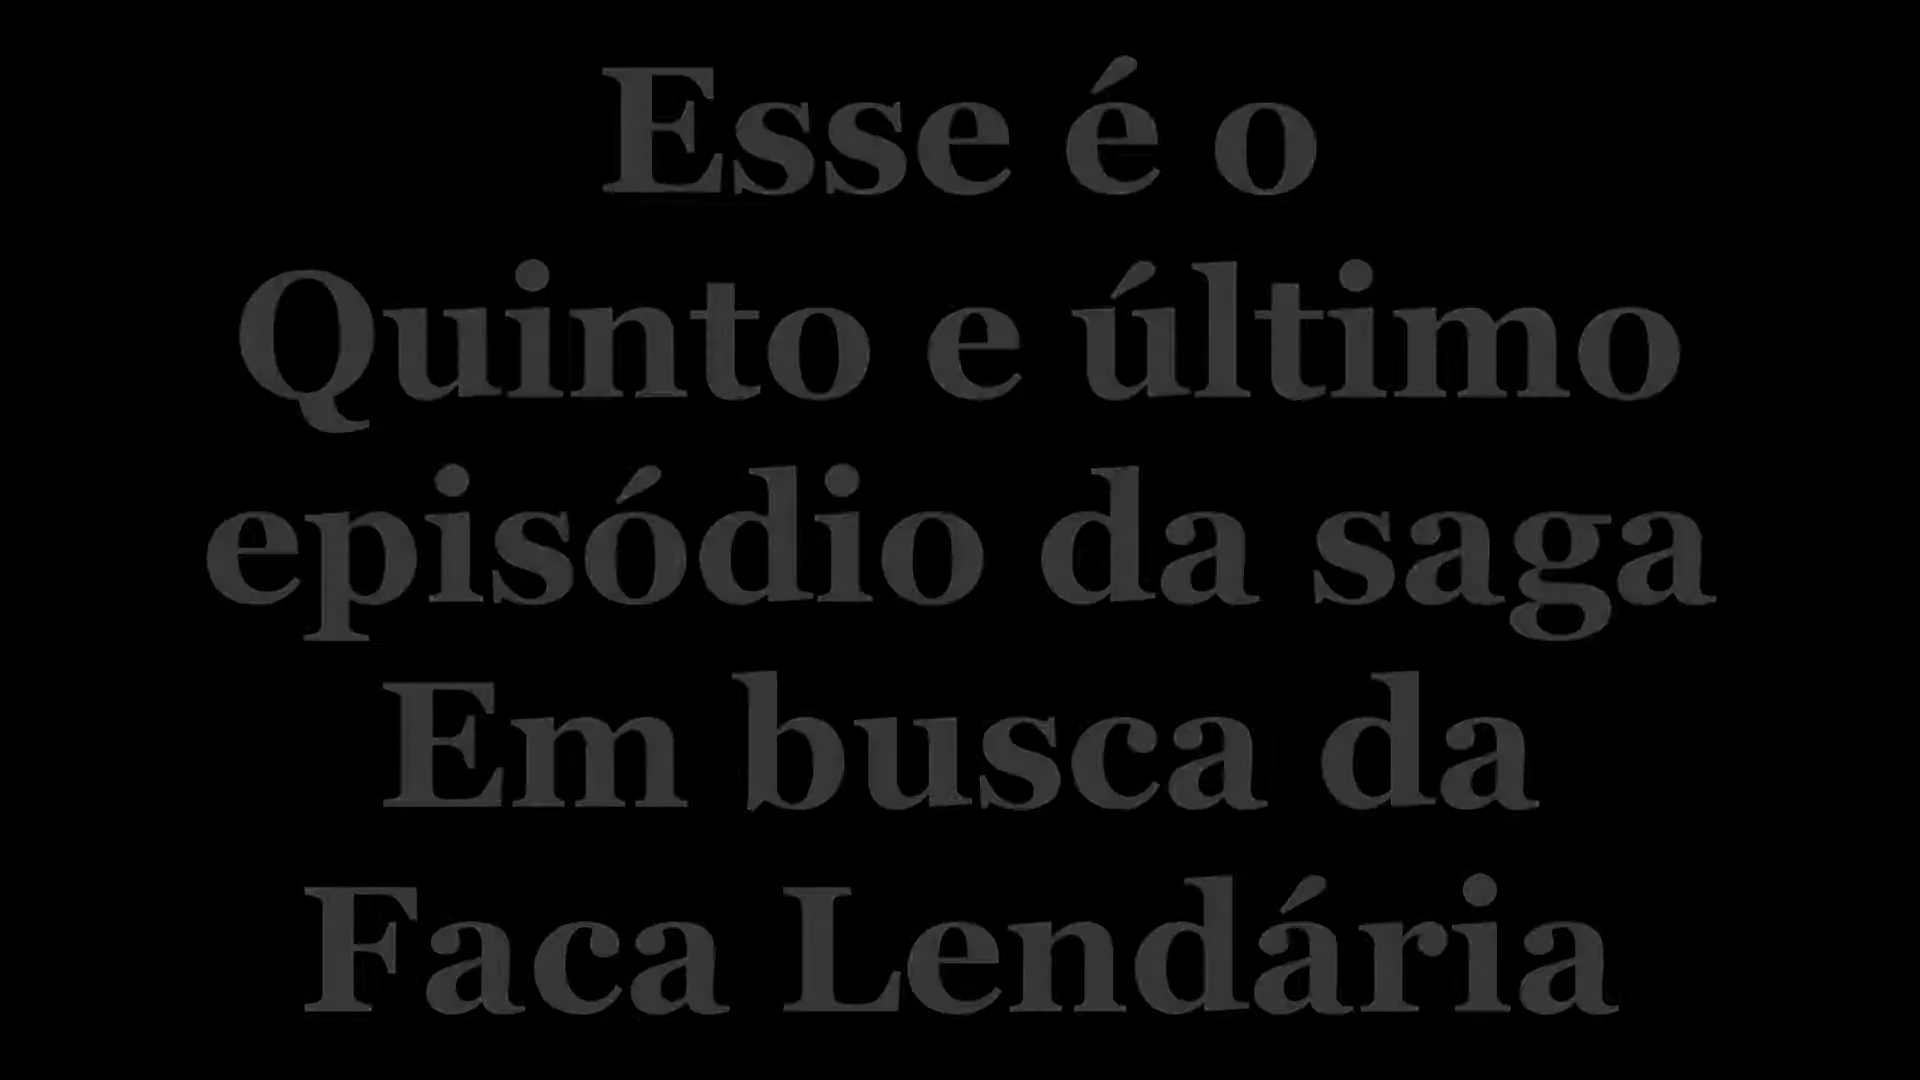 Esse é o
Quinto e último
episódio da saga
Em busca da
Faca Lendária